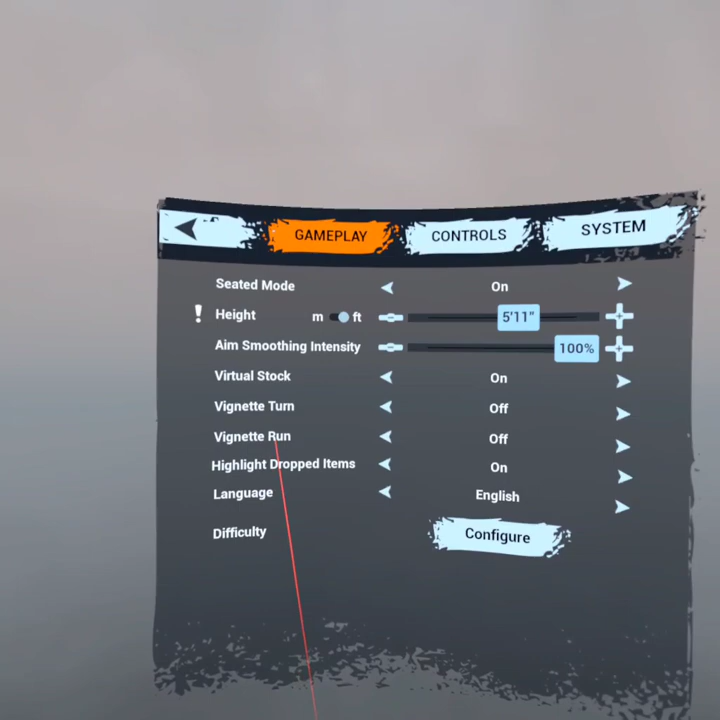 GAMEPLAY CONTROLS SYSTEM
Seated Mode On
! Height m ft 5'11"
Aim Smoothing Intensity 100%
Virtual Stock On
Vignette Turn Off
Vignette Run Off
Highlight Dropped Items On
Language English
Difficulty Configure